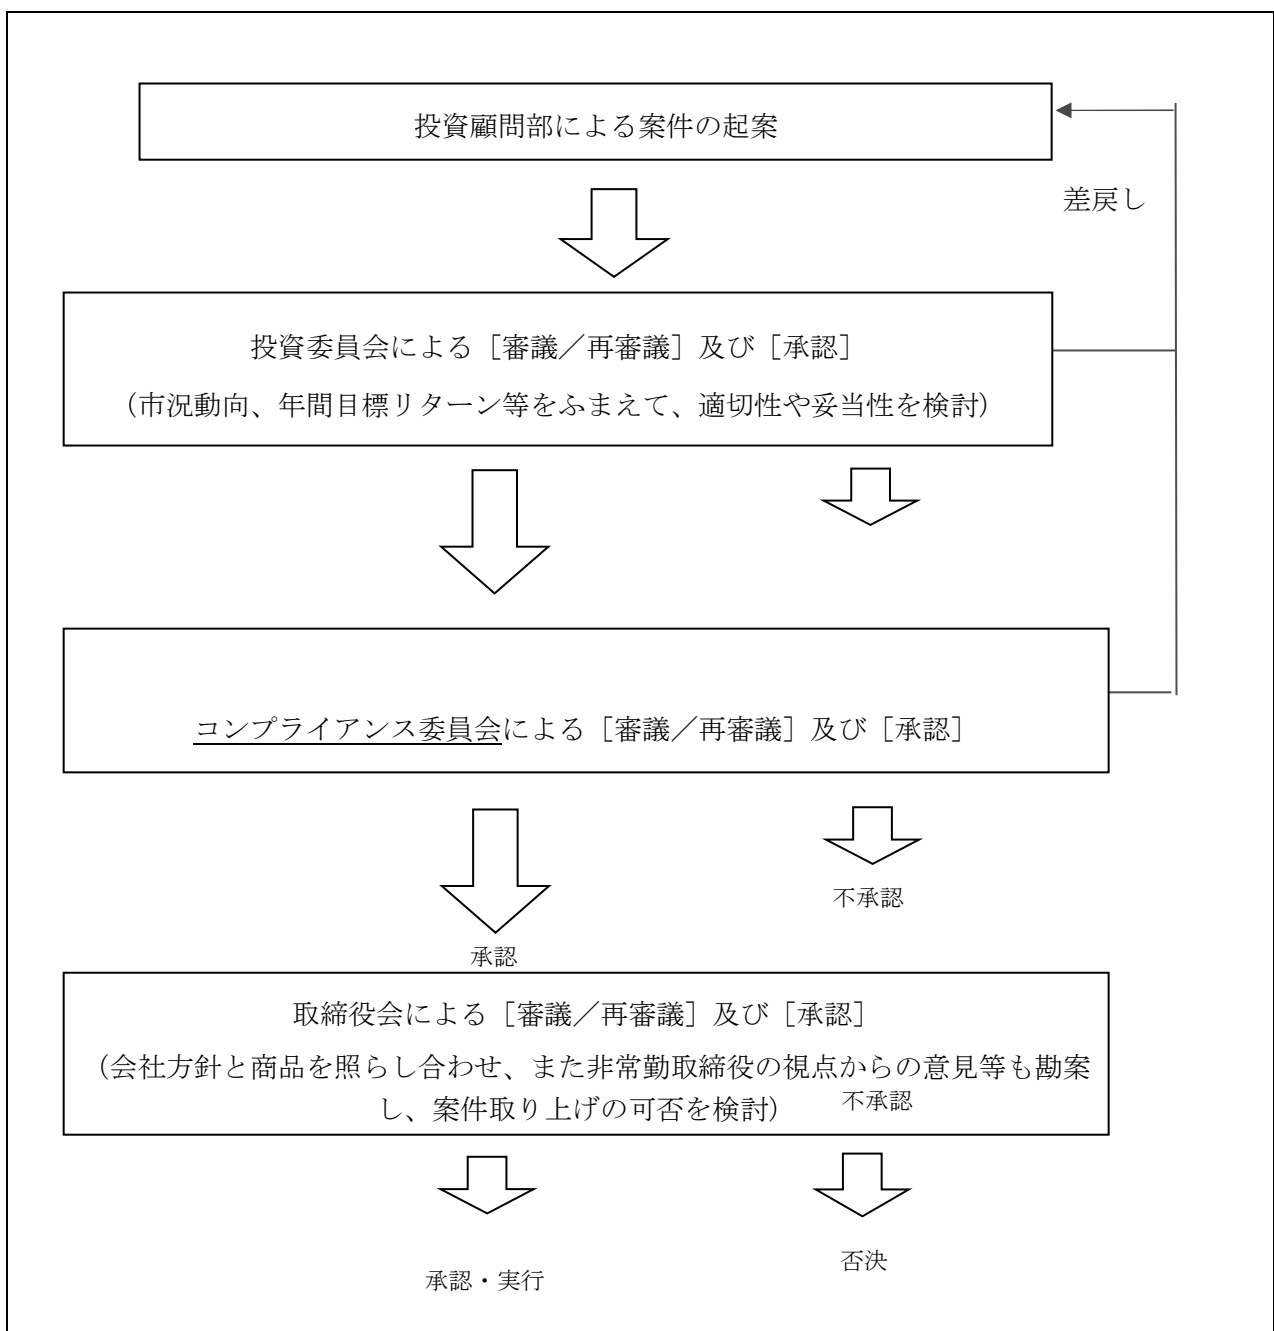 投資顧問部による案件の起案
差戻し
投資委員会による［審議／再審議］及び［承認］
（市況動向、年間目標リターン等をふまえて、適切性や妥当性を検討）
コンプライアンス委員会による［審議／再審議］及び［承認］
不承認
承認
取締役会による［審議／再審議］及び［承認］
（会社方針と商品を照らし合わせ、また非常勤取締役の視点からの意見等も勘案
し、案件取り上げの可否を検討）
不承認
否決
承認・実行